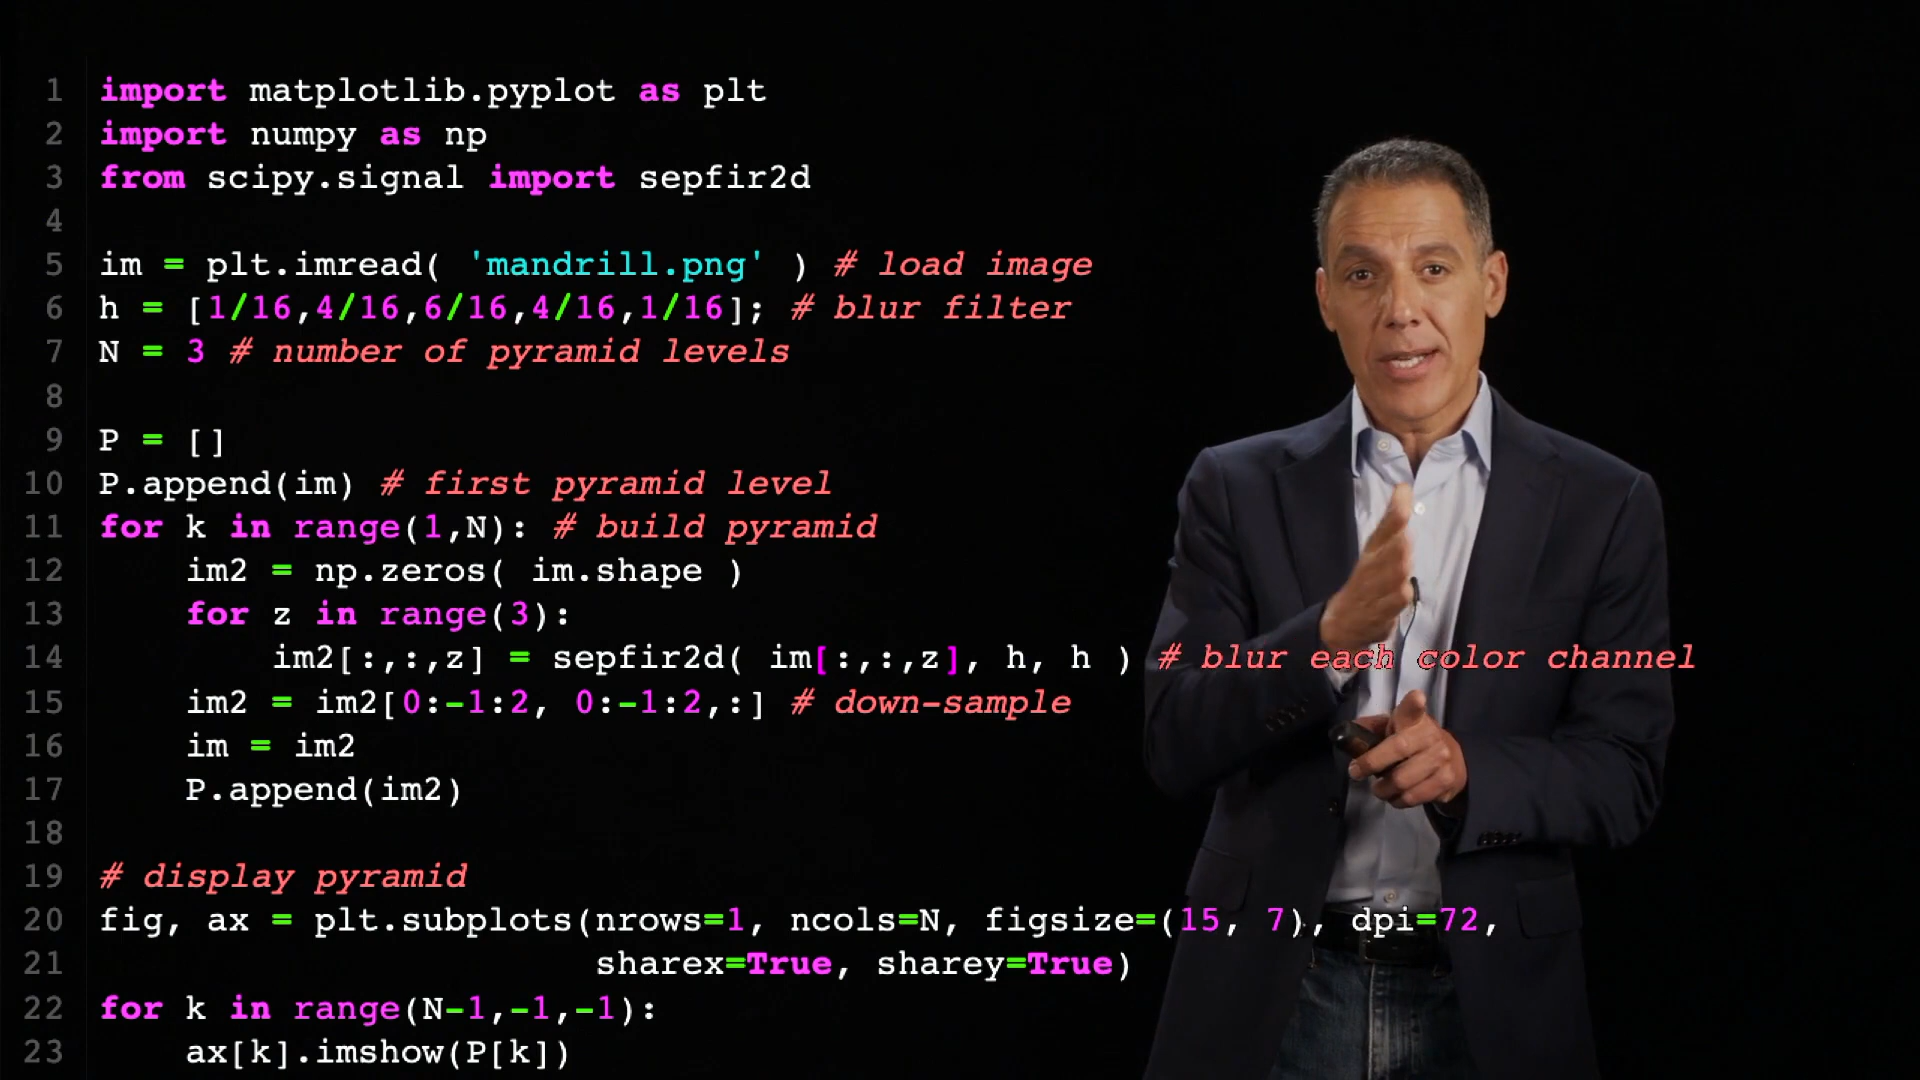 1 import matplotlib.pyplot as plt
2 import numpy as np
3 from scipy.signal import sepfir2d
4
5 im = plt.imread( 'mandrill.png' ) # load image
6 h = [1/16,4/16,6/16,4/16,1/16]; # blur filter
7 N = 3 # number of pyramid levels
8
9 P = []
10 P.append(im) # first pyramid level
11 for k in range(1,N): # build pyramid
12     im2 = np.zeros( im.shape )
13     for z in range(3):
14         im2[:,:,z] = sepfir2d( im[:,:,z], h, h ) # blur each color channel
15     im2 = im2[0:-1:2, 0:-1:2,:] # down-sample
16     im = im2
17     P.append(im2)
18
19 # display pyramid
20 fig, ax = plt.subplots(nrows=1, ncols=N, figsize=(15, 7), dpi=72,
21                        sharex=True, sharey=True)
22 for k in range(N-1,-1,-1):
23     ax[k].imshow(P[k])